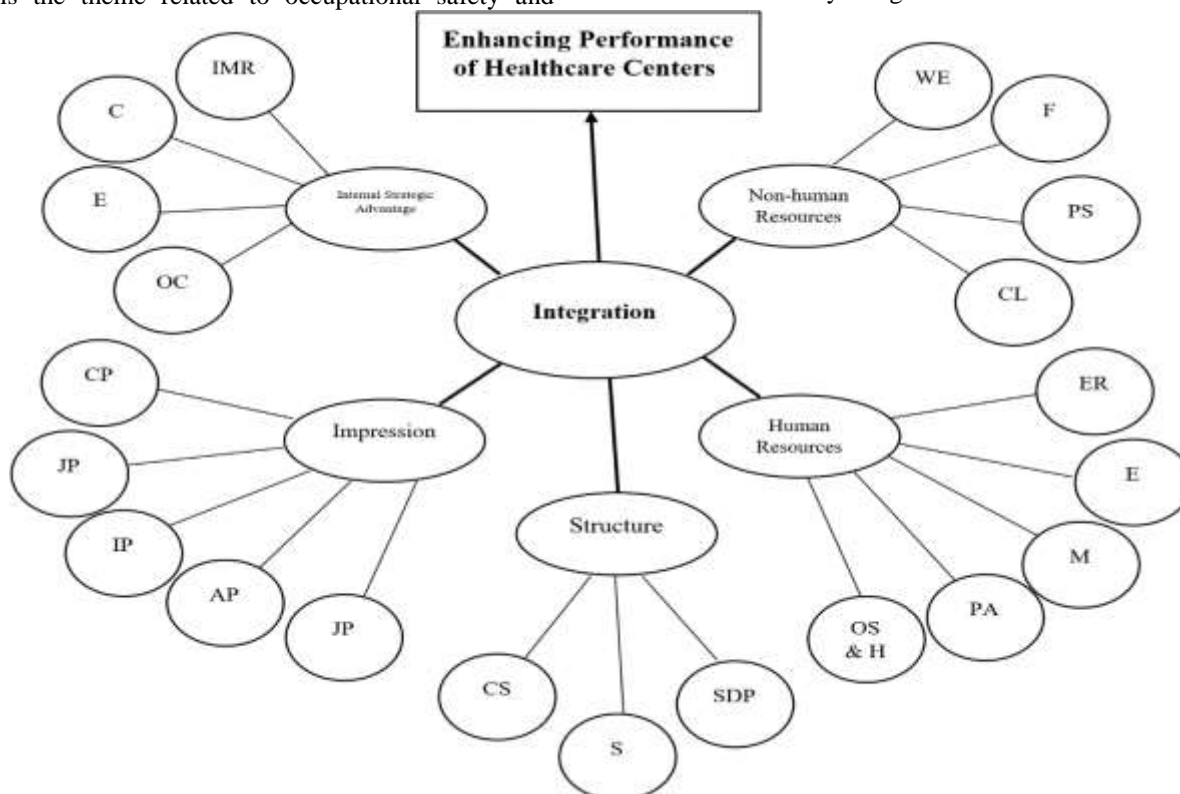 is the theme related to occupational safety and
Enhancing Performance
of Healthcare Centers
IMR
C
E
OC
Internal Strategic
Advantage
WE
F
PS
CL
Non-human
Resources
Integration
CP
JP
IP
AP
JP
Impression
Structure
CS
S
SDP
Human
Resources
ER
E
M
PA
OS
& H